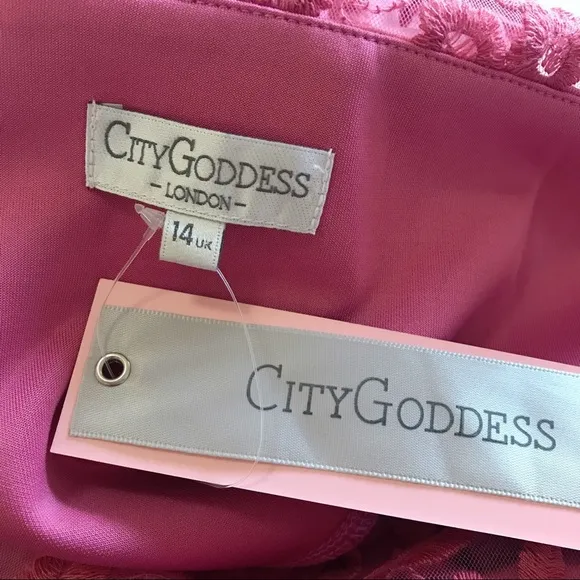 CITYGODDESS
- LONDON -
14 UK
CITYGODDESS